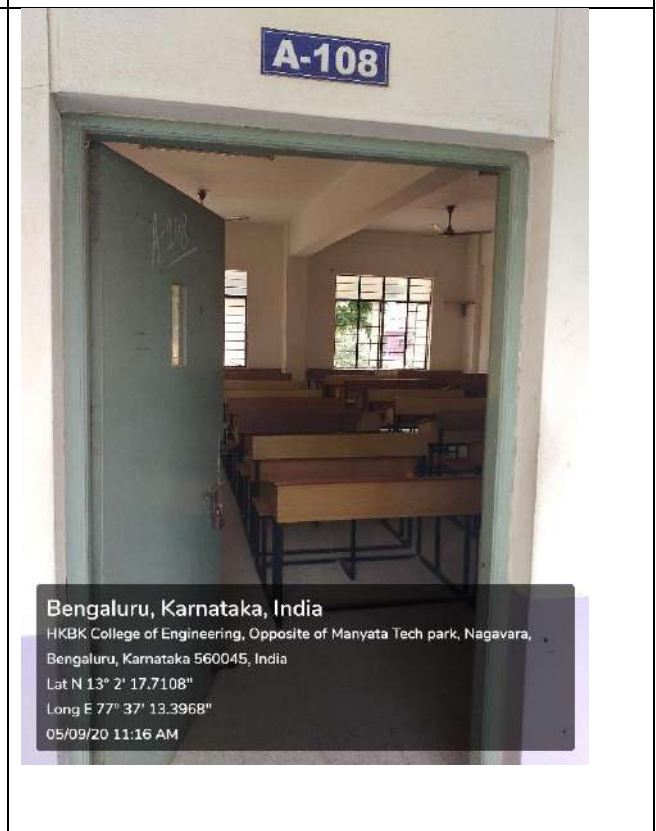 A-108
A-108
Bengaluru, Karnataka, India
HKBK College of Engineering, Opposite of Manyata Tech park, Nagavara,
Bengaluru, Karnataka 560045, India
Lat N 13° 2' 17.7108"
Long E 77° 37' 13.3968"
05/09/20 11:16 AM